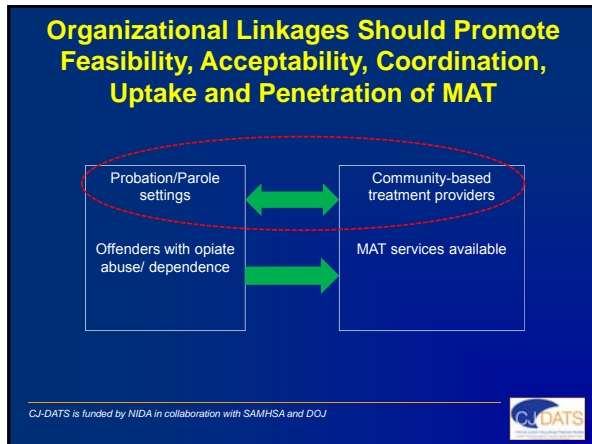 Organizational Linkages Should Promote
Feasibility, Acceptability, Coordination,
Uptake and Penetration of MAT
Probation/Parole
settings
Community-based
treatment providers
Offenders with opiate
abuse/ dependence
MAT services available
CJ-DATS is funded by NIDA in collaboration with SAMHSA and DOJ
CJDATS